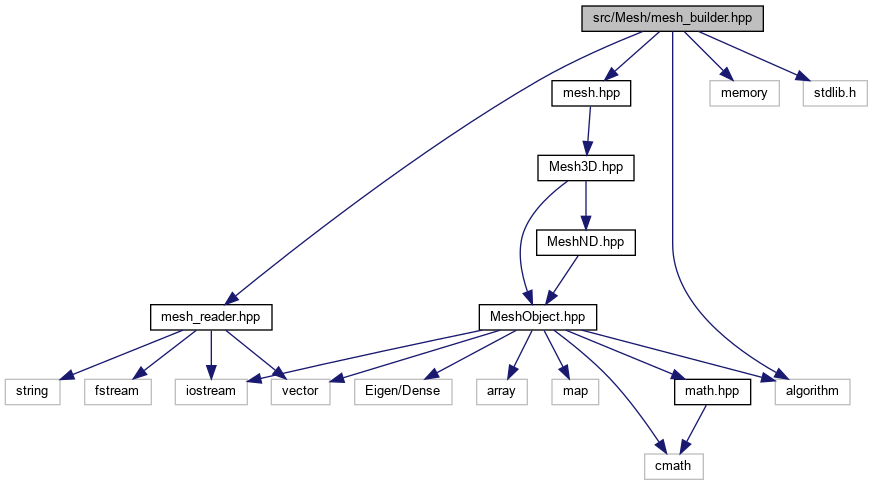 src/Mesh/mesh_builder.hpp
mesh.hpp
memory
stdlib.h
Mesh3D.hpp
MeshND.hpp
mesh_reader.hpp
MeshObject.hpp
string
fstream
iostream
vector
Eigen/Dense
array
map
math.hpp
algorithm
cmath